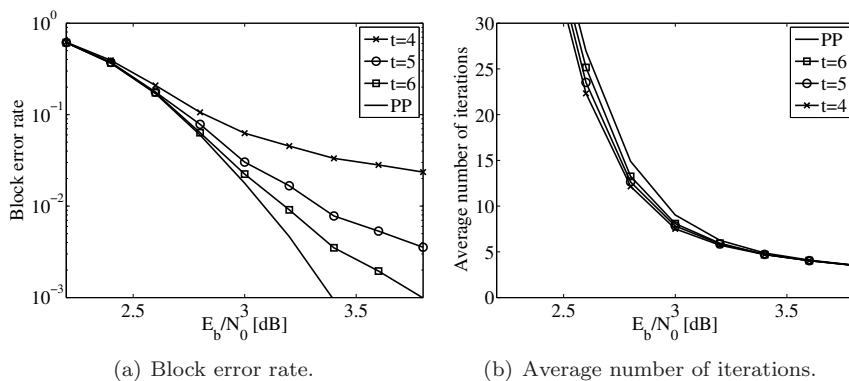 10^0
10^-1
10^-2
10^-3
Block error rate
2.5
3
3.5
E_b/N_0 [dB]
t=4
t=5
t=6
PP
(a) Block error rate.
30
25
20
15
10
5
0
Average number of iterations
2.5
3
3.5
E_b/N_0 [dB]
PP
t=6
t=5
t=4
(b) Average number of iterations.